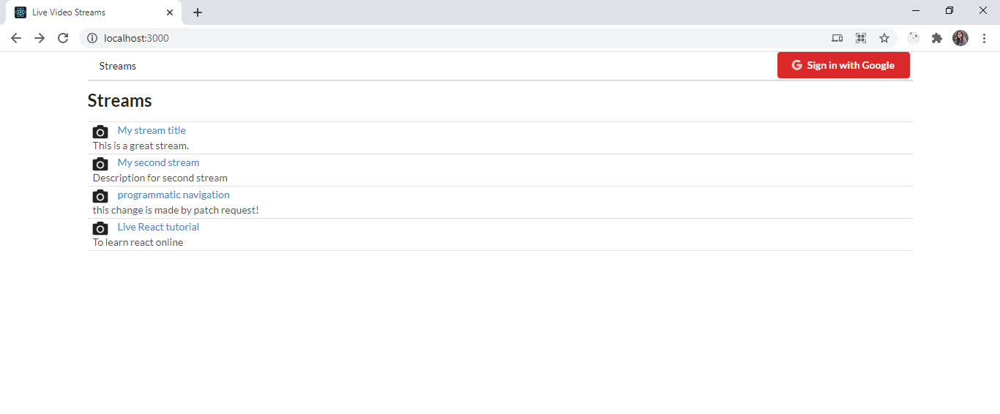 Live Video Streams
localhost:3000
Streams
Sign in with Google
Streams
My stream title
This is a great stream.
My second stream
Description for second stream
programmatic navigation
this change is made by patch request!
Live React tutorial
To learn react online